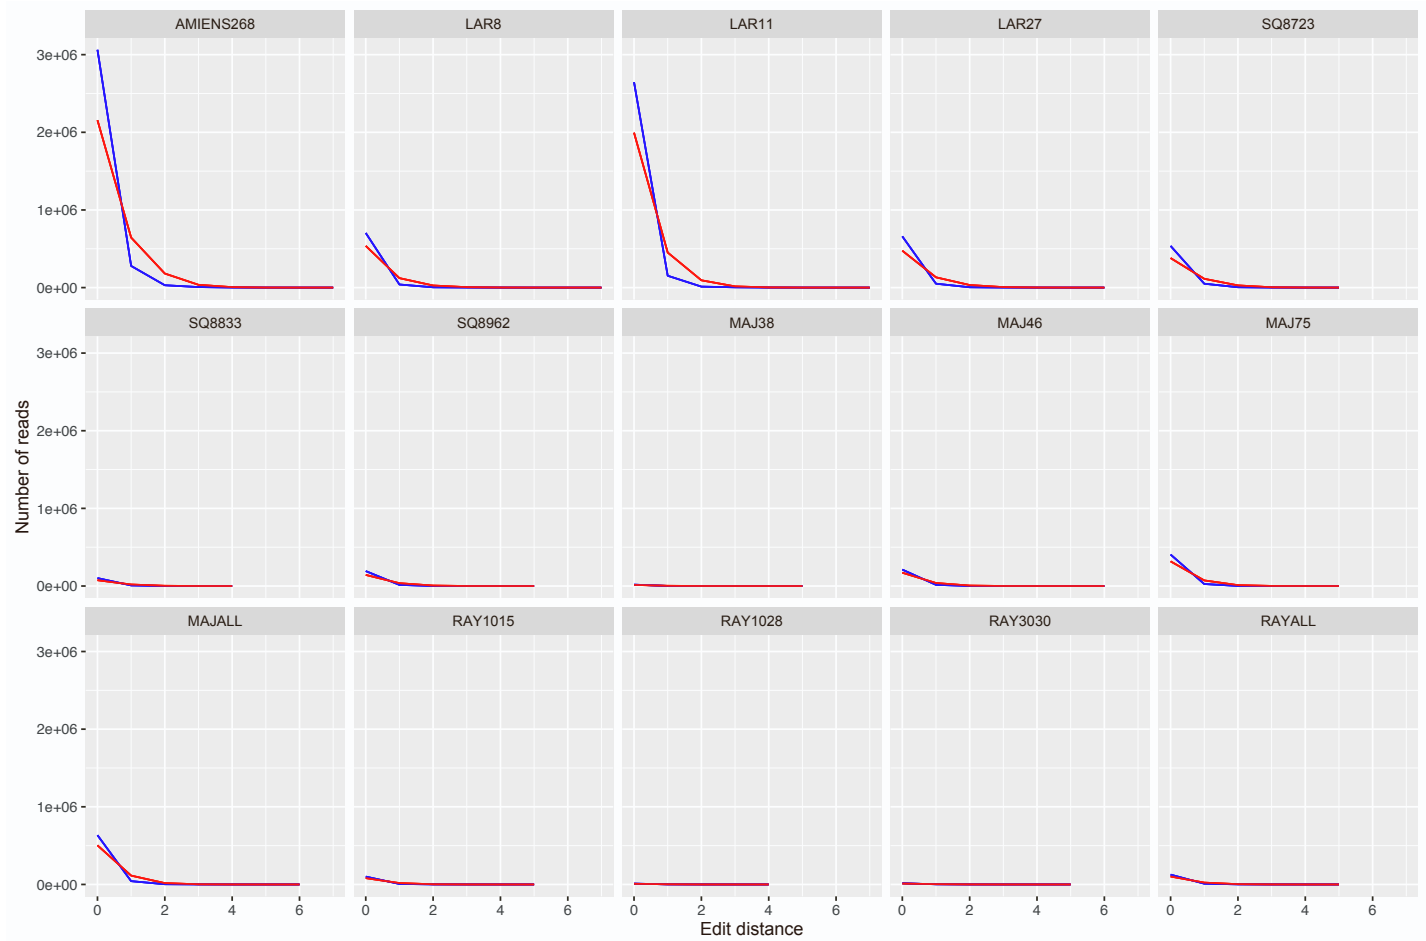 AMIENS268 LAR8 LAR11 LAR27 SQ8723
3e+06
2e+06
1e+06
0e+00
SQ8833 SQ8962 MAJ38 MAJ46 MAJ75
3e+06
2e+06
1e+06
0e+00
Number of reads
MAJALL RAY1015 RAY1028 RAY3030 RAYALL
3e+06
2e+06
1e+06
0e+00
0 2 4 6 0 2 4 6 0 2 4 6 0 2 4 6 0 2 4 6
Edit distance